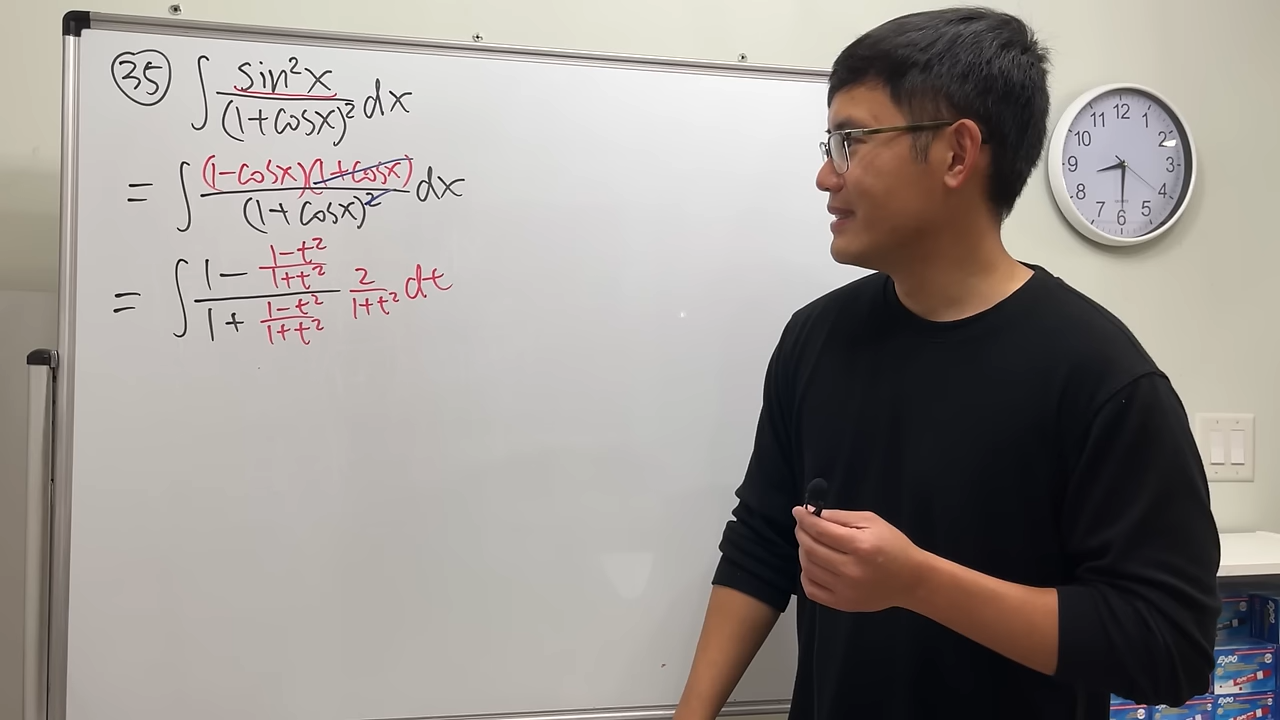 35 ∫ sin²x / (1+cosx)² dx
= ∫ (1-cosx)(1+cosx) / (1+cosx)² dx
= ∫ (1 - (1-t²)/(1+t²)) / (1 + (1-t²)/(1+t²)) 2/(1+t²) dt
12
11 1
10 2
9 3
8 4
7 5
6
EXPO
EXPO